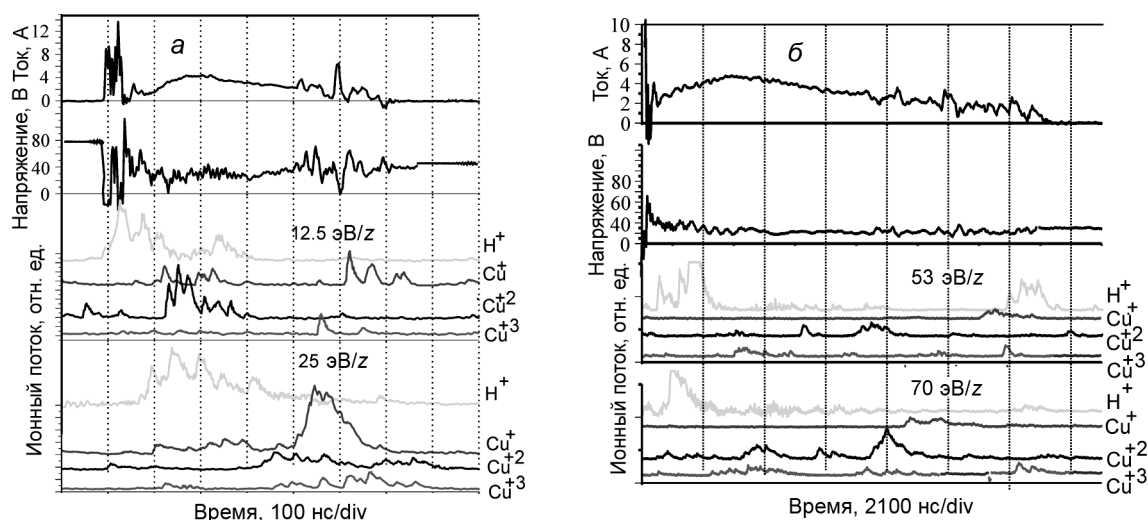 а
Напряжение, В Ток, А
12
8
4
0
80
40
0
12.5 эВ/z
H+
Cu+
Cu+2
Cu+3
25 эВ/z
H+
Cu+
Cu+2
Cu+3
Ионный поток, отн. ед.
Время, 100 нс/div
б
Ток, А
10
8
6
4
2
0
Напряжение, В
80
60
40
20
0
53 эВ/z
H+
Cu+
Cu+2
Cu+3
70 эВ/z
H+
Cu+
Cu+2
Cu+3
Ионный поток, отн. ед.
Время, 2100 нс/div